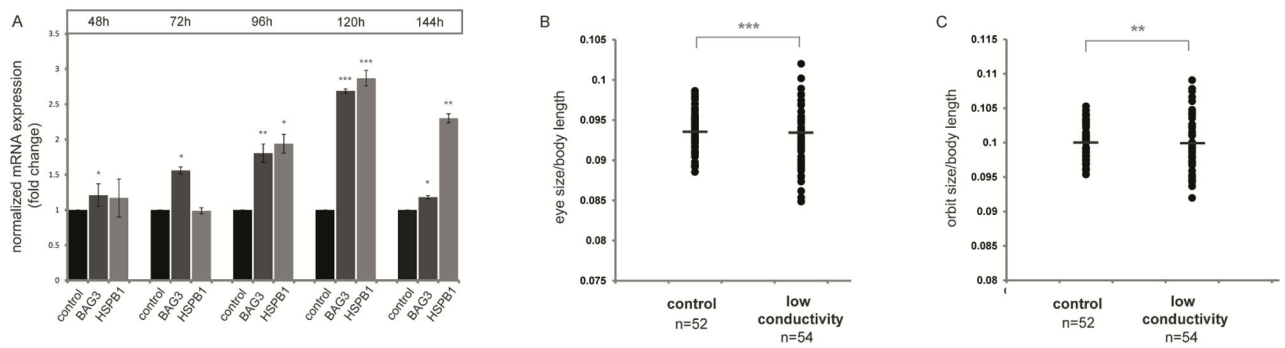 A
48h 72h 96h 120h 144h
normalized mRNA expression
(fold change)
3.5
3
2.5
2
1.5
1
0.5
0
* * ** * *** *** * **
control BAG3 HSPB1 control BAG3 HSPB1 control BAG3 HSPB1 control BAG3 HSPB1 control BAG3 HSPB1
B
***
eye size/body length
0.105
0.1
0.095
0.09
0.085
0.08
0.075
control
n=52
low
conductivity
n=54
C
**
orbit size/body length
0.115
0.11
0.105
0.1
0.095
0.09
0.085
0.08
control
n=52
low
conductivity
n=54